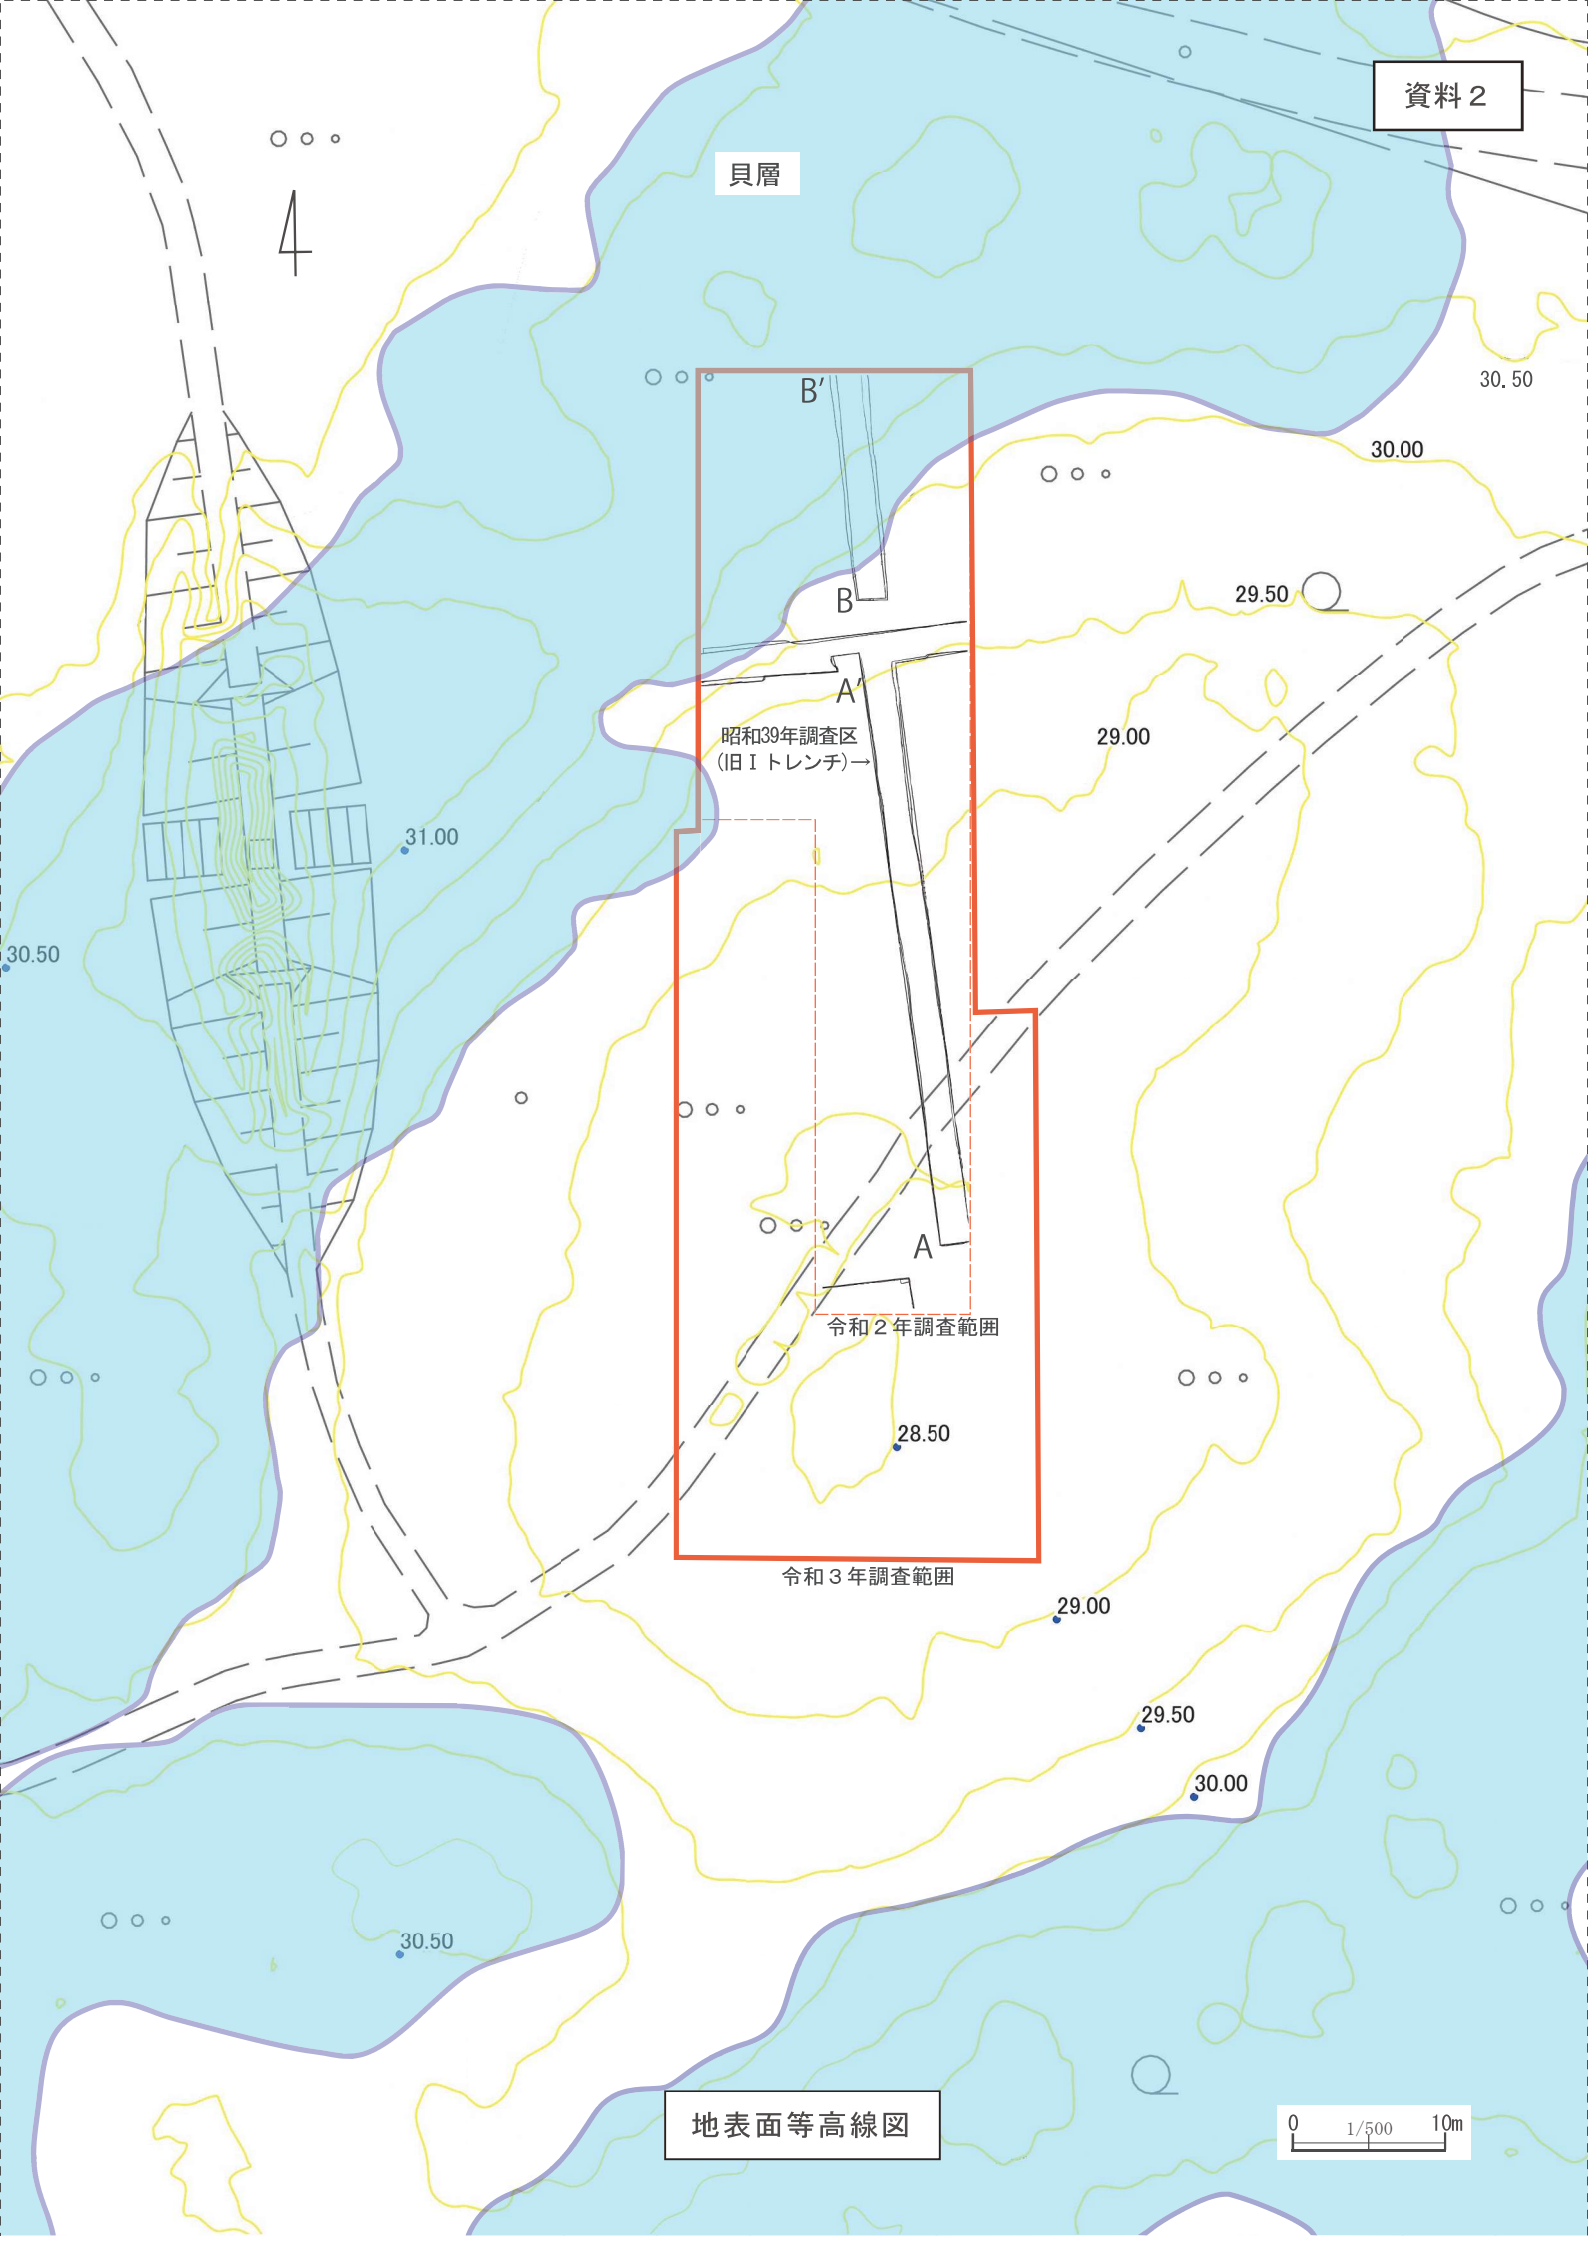 資料２
4
貝層
B′
30.50
30.00
29.50
B
A′
昭和39年調査区
(旧Ⅰトレンチ)→
29.00
31.00
30.50
A
令和２年調査範囲
28.50
令和３年調査範囲
29.00
29.50
30.00
30.50
地表面等高線図
0 1/500 10m